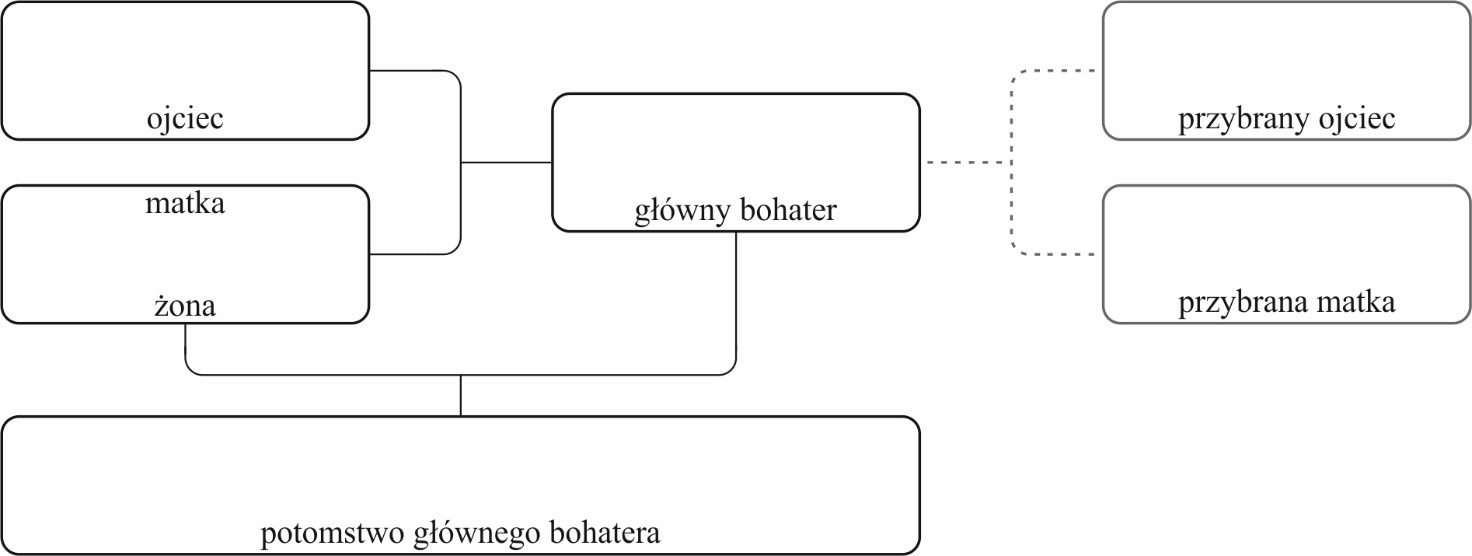 ojciec
matka
żona
główny bohater
przybrany ojciec
przybrana matka
potomstwo głównego bohatera